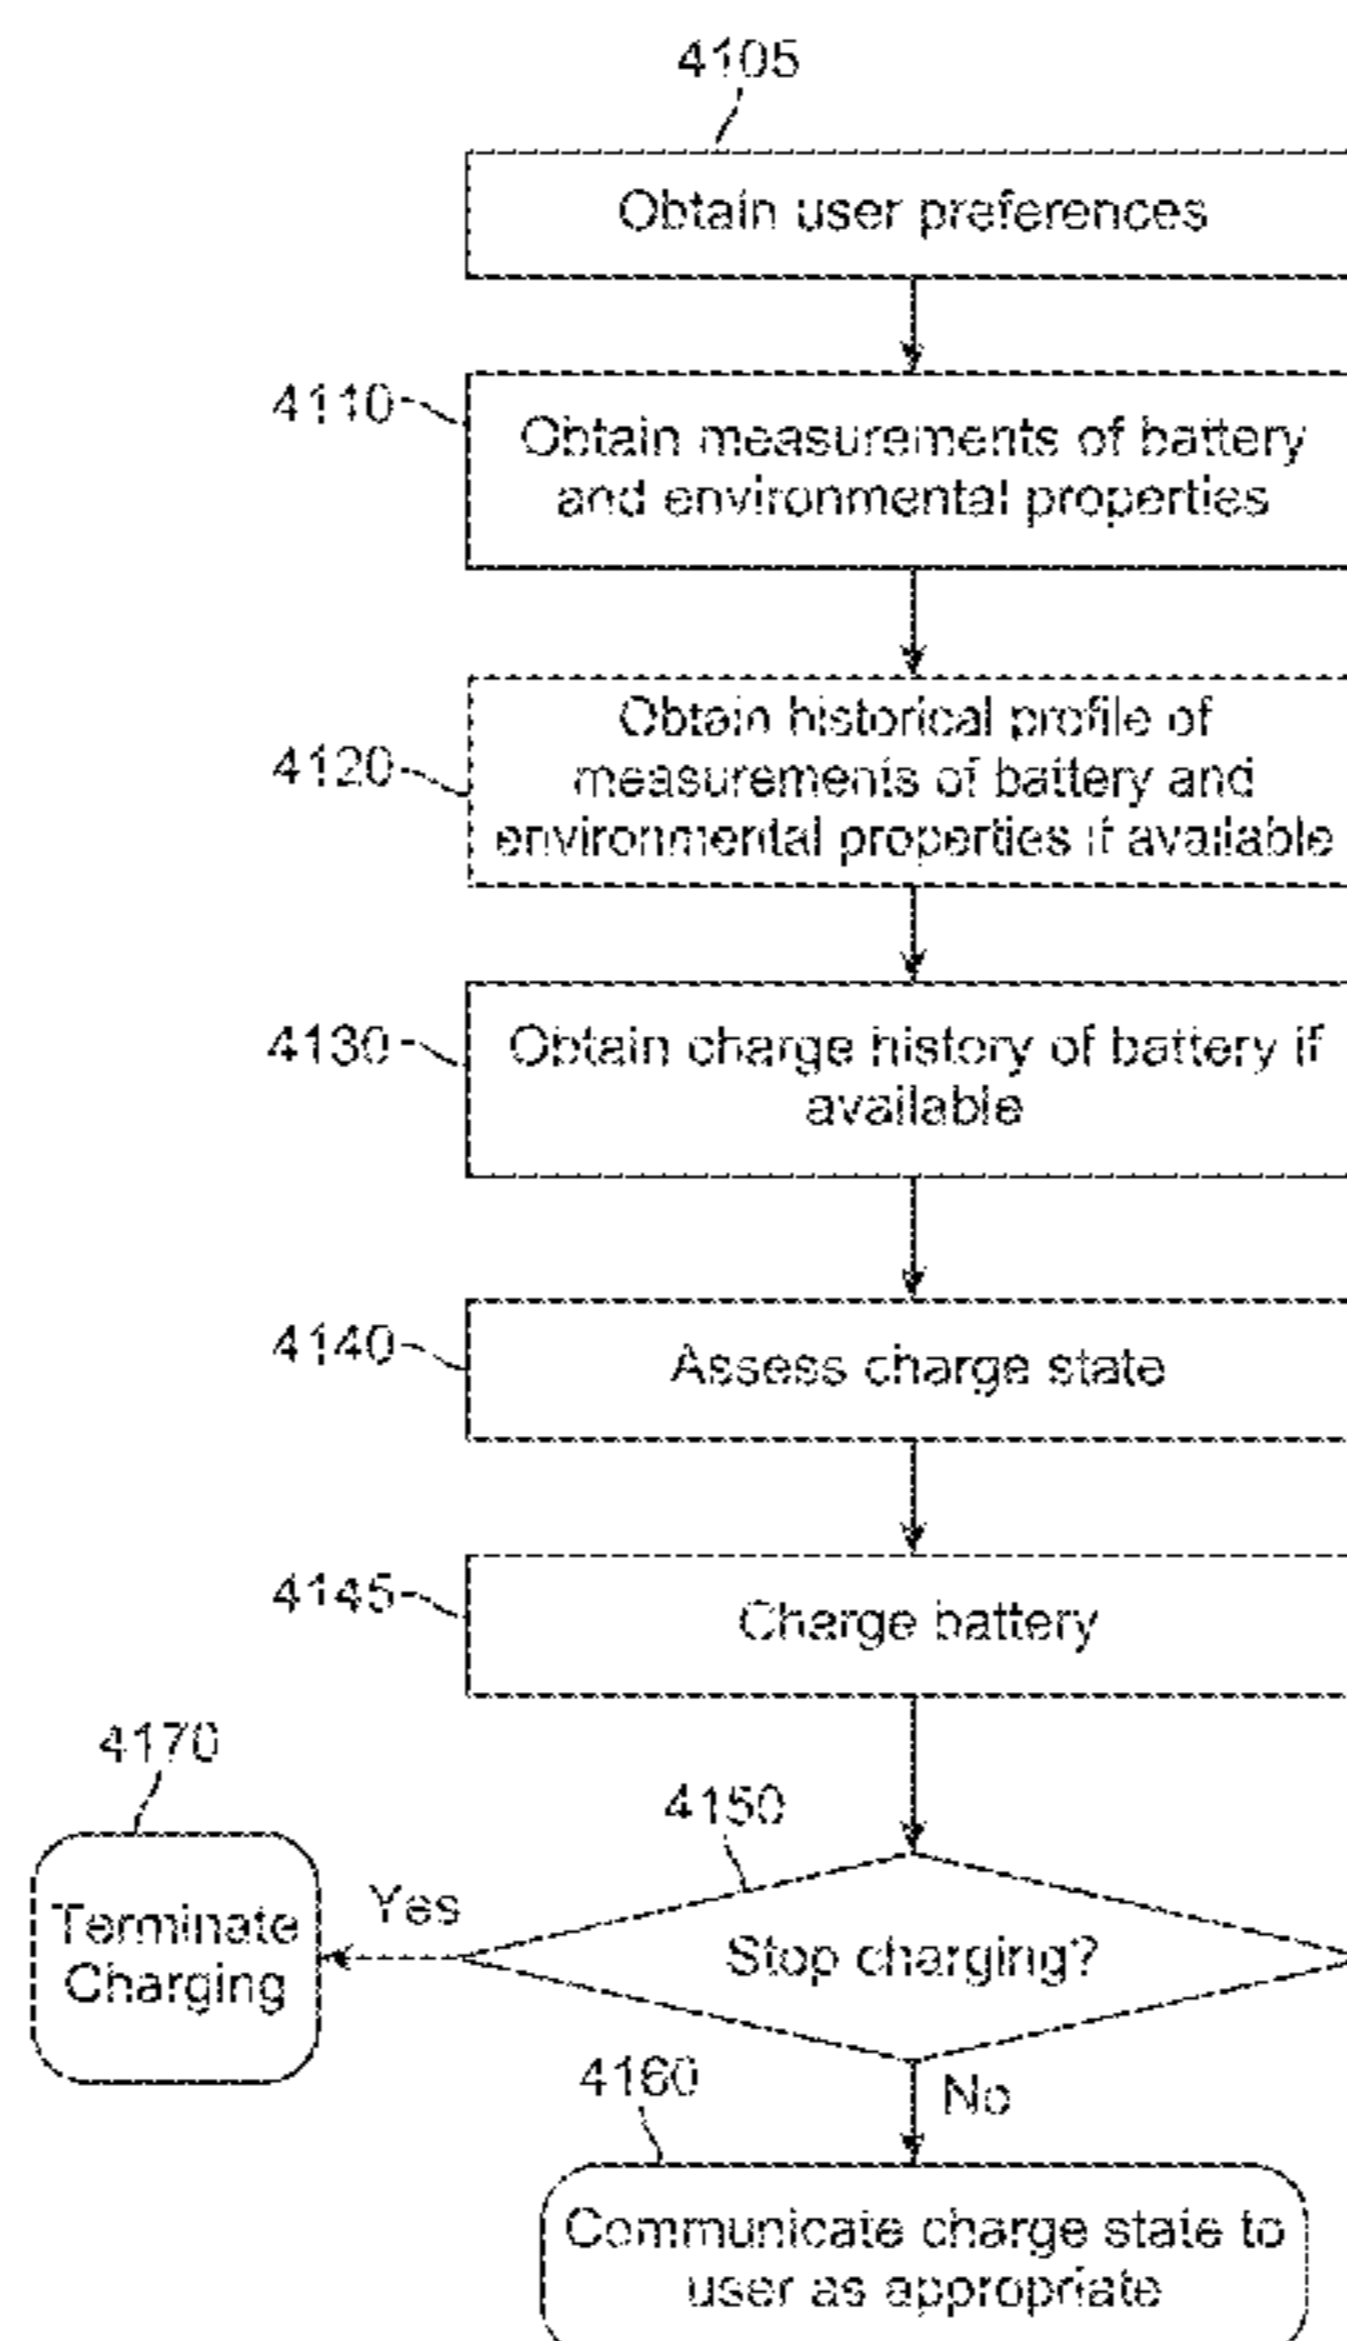 4105
Obtain user preferences
4110
Obtain measurements of battery
and environmental properties
4120
Obtain historical profile of
measurements of battery and
environmental properties if available
4130
Obtain charge history of battery if
available
4140
Assess charge state
4145
Charge battery
4170
4150
Terminate
Charging
Yes
Stop charging?
4160
No
Communicate charge state to
user as appropriate